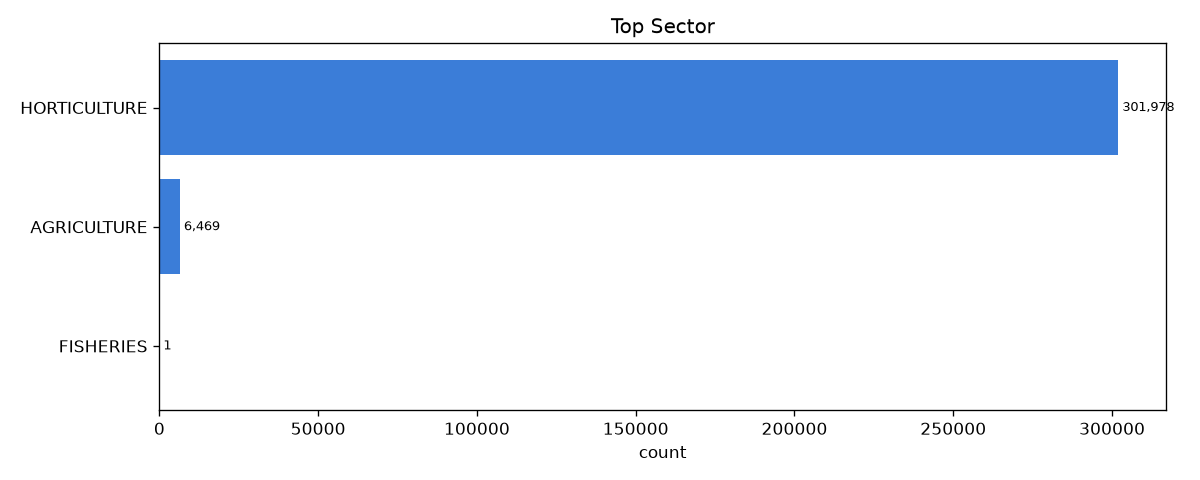 Top Sector
HORTICULTURE
301,978
AGRICULTURE
6,469
FISHERIES
1
0 50000 100000 150000 200000 250000 300000
count